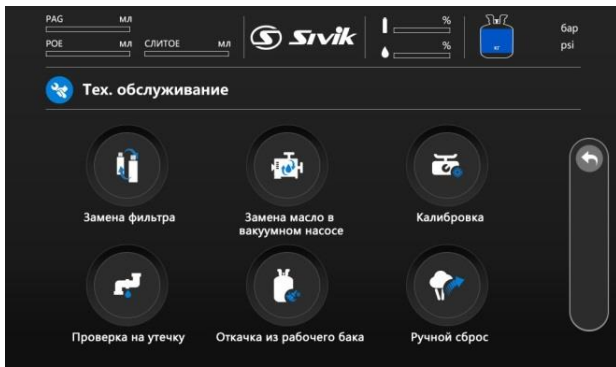 PAG МЛ
POE МЛ СЛИТОЕ МЛ
Sivik
%
%
кг
бар
psi
Тех. обслуживание
Замена фильтра
Замена масло в
вакуумном насосе
Калибровка
Проверка на утечку
Откачка из рабочего бака
Ручной сброс